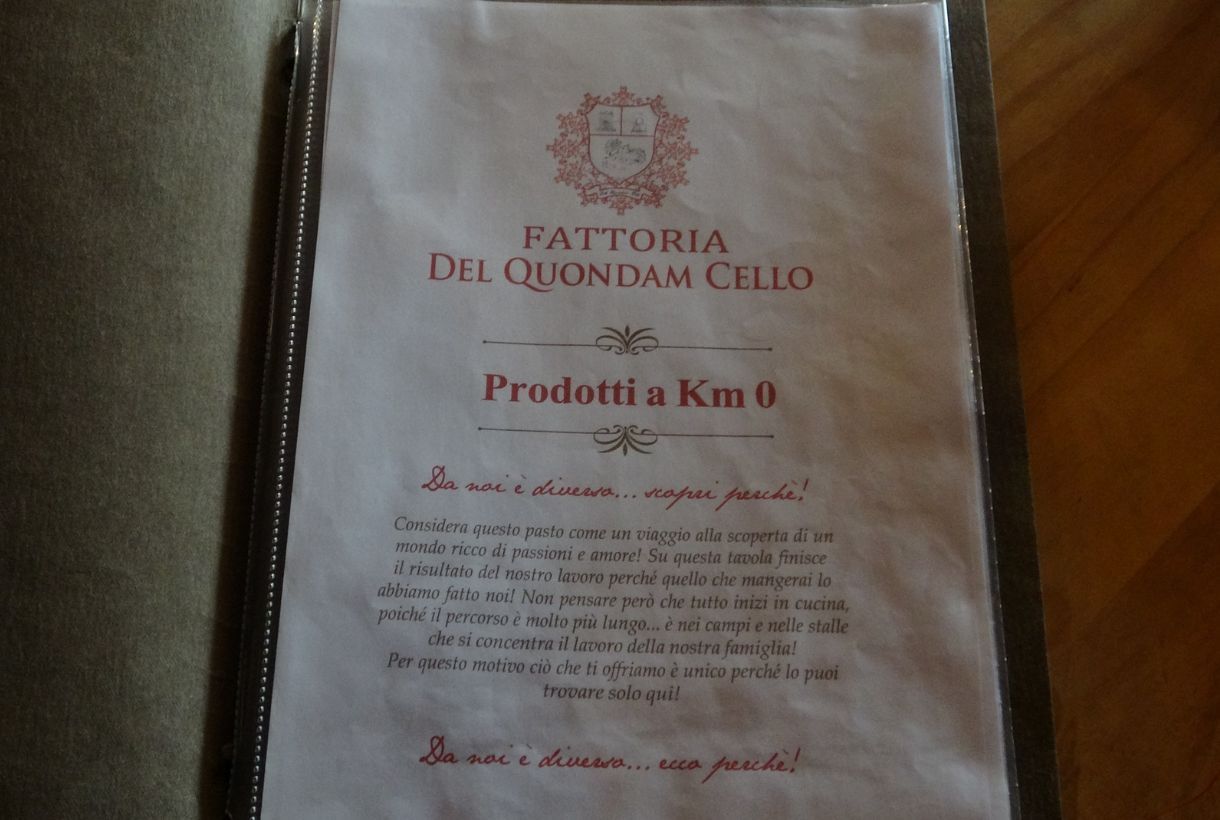 FATTORIA
DEL QUONDAM CELLO
Prodotti a Km 0
Da noi è diverso... scopri perchè!
Considera questo pasto come un viaggio alla scoperta di un
mondo ricco di passioni e amore! Su questa tavola finisce
il risultato del nostro lavoro perché quello che mangerai lo
abbiamo fatto noi! Non pensare però che tutto inizi in cucina,
poiché il percorso è molto più lungo... è nei campi e nelle stalle
che si concentra il lavoro della nostra famiglia!
Per questo motivo ciò che ti offriamo è unico perché lo puoi
trovare solo qui!
Da noi è diverso... ecco perchè!